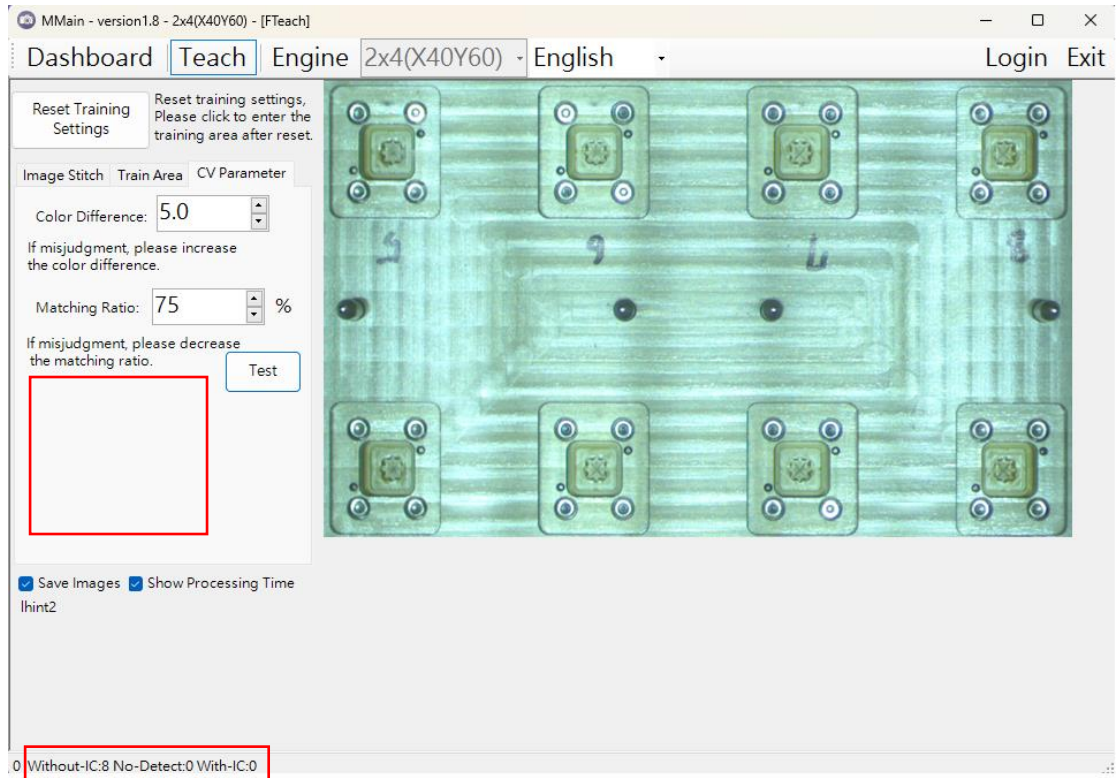 MMain - version1.8 - 2x4(X40Y60) - [FTeach]
Dashboard Teach Engine 2x4(X40Y60) English Login Exit
Reset Training
Settings
Reset training settings,
Please click to enter the
training area after reset.
Image Stitch Train Area CV Parameter
Color Difference: 5.0
If misjudgment, please increase
the color difference.
Matching Ratio: 75 %
If misjudgment, please decrease
the matching ratio.
Test
Save Images Show Processing Time
lhint2
0 Without-IC:8 No-Detect:0 With-IC:0